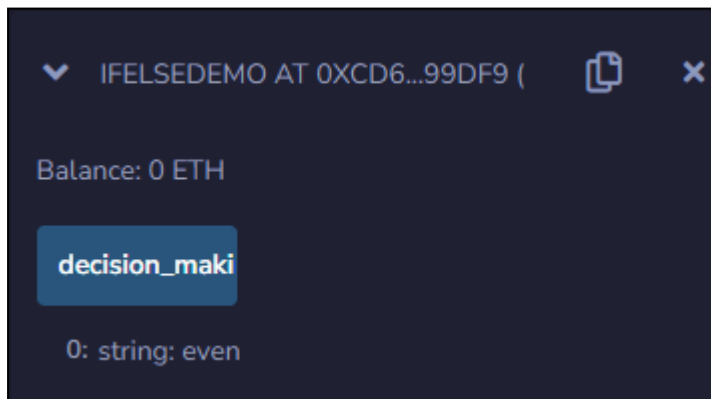 IFELSEDEMO AT 0XCD6...99DF9 (
Balance: 0 ETH
decision_maki
0: string: even